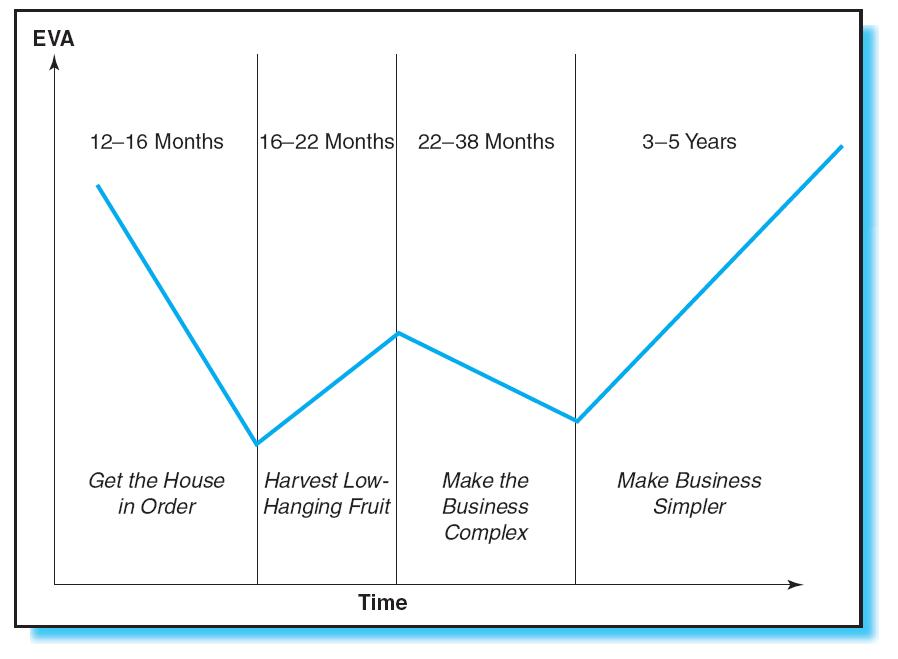 EVA
12–16 Months
16–22 Months
22–38 Months
3–5 Years
Get the House
in Order
Harvest Low-
Hanging Fruit
Make the
Business
Complex
Make Business
Simpler
Time